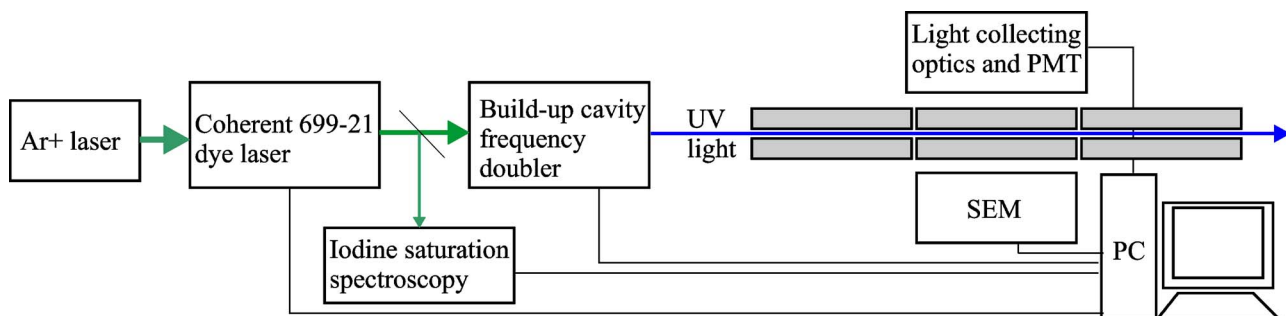 Ar+ laser
Coherent 699-21
dye laser
Iodine saturation
spectroscopy
Build-up cavity
frequency
doubler
UV
light
Light collecting
optics and PMT
SEM
PC